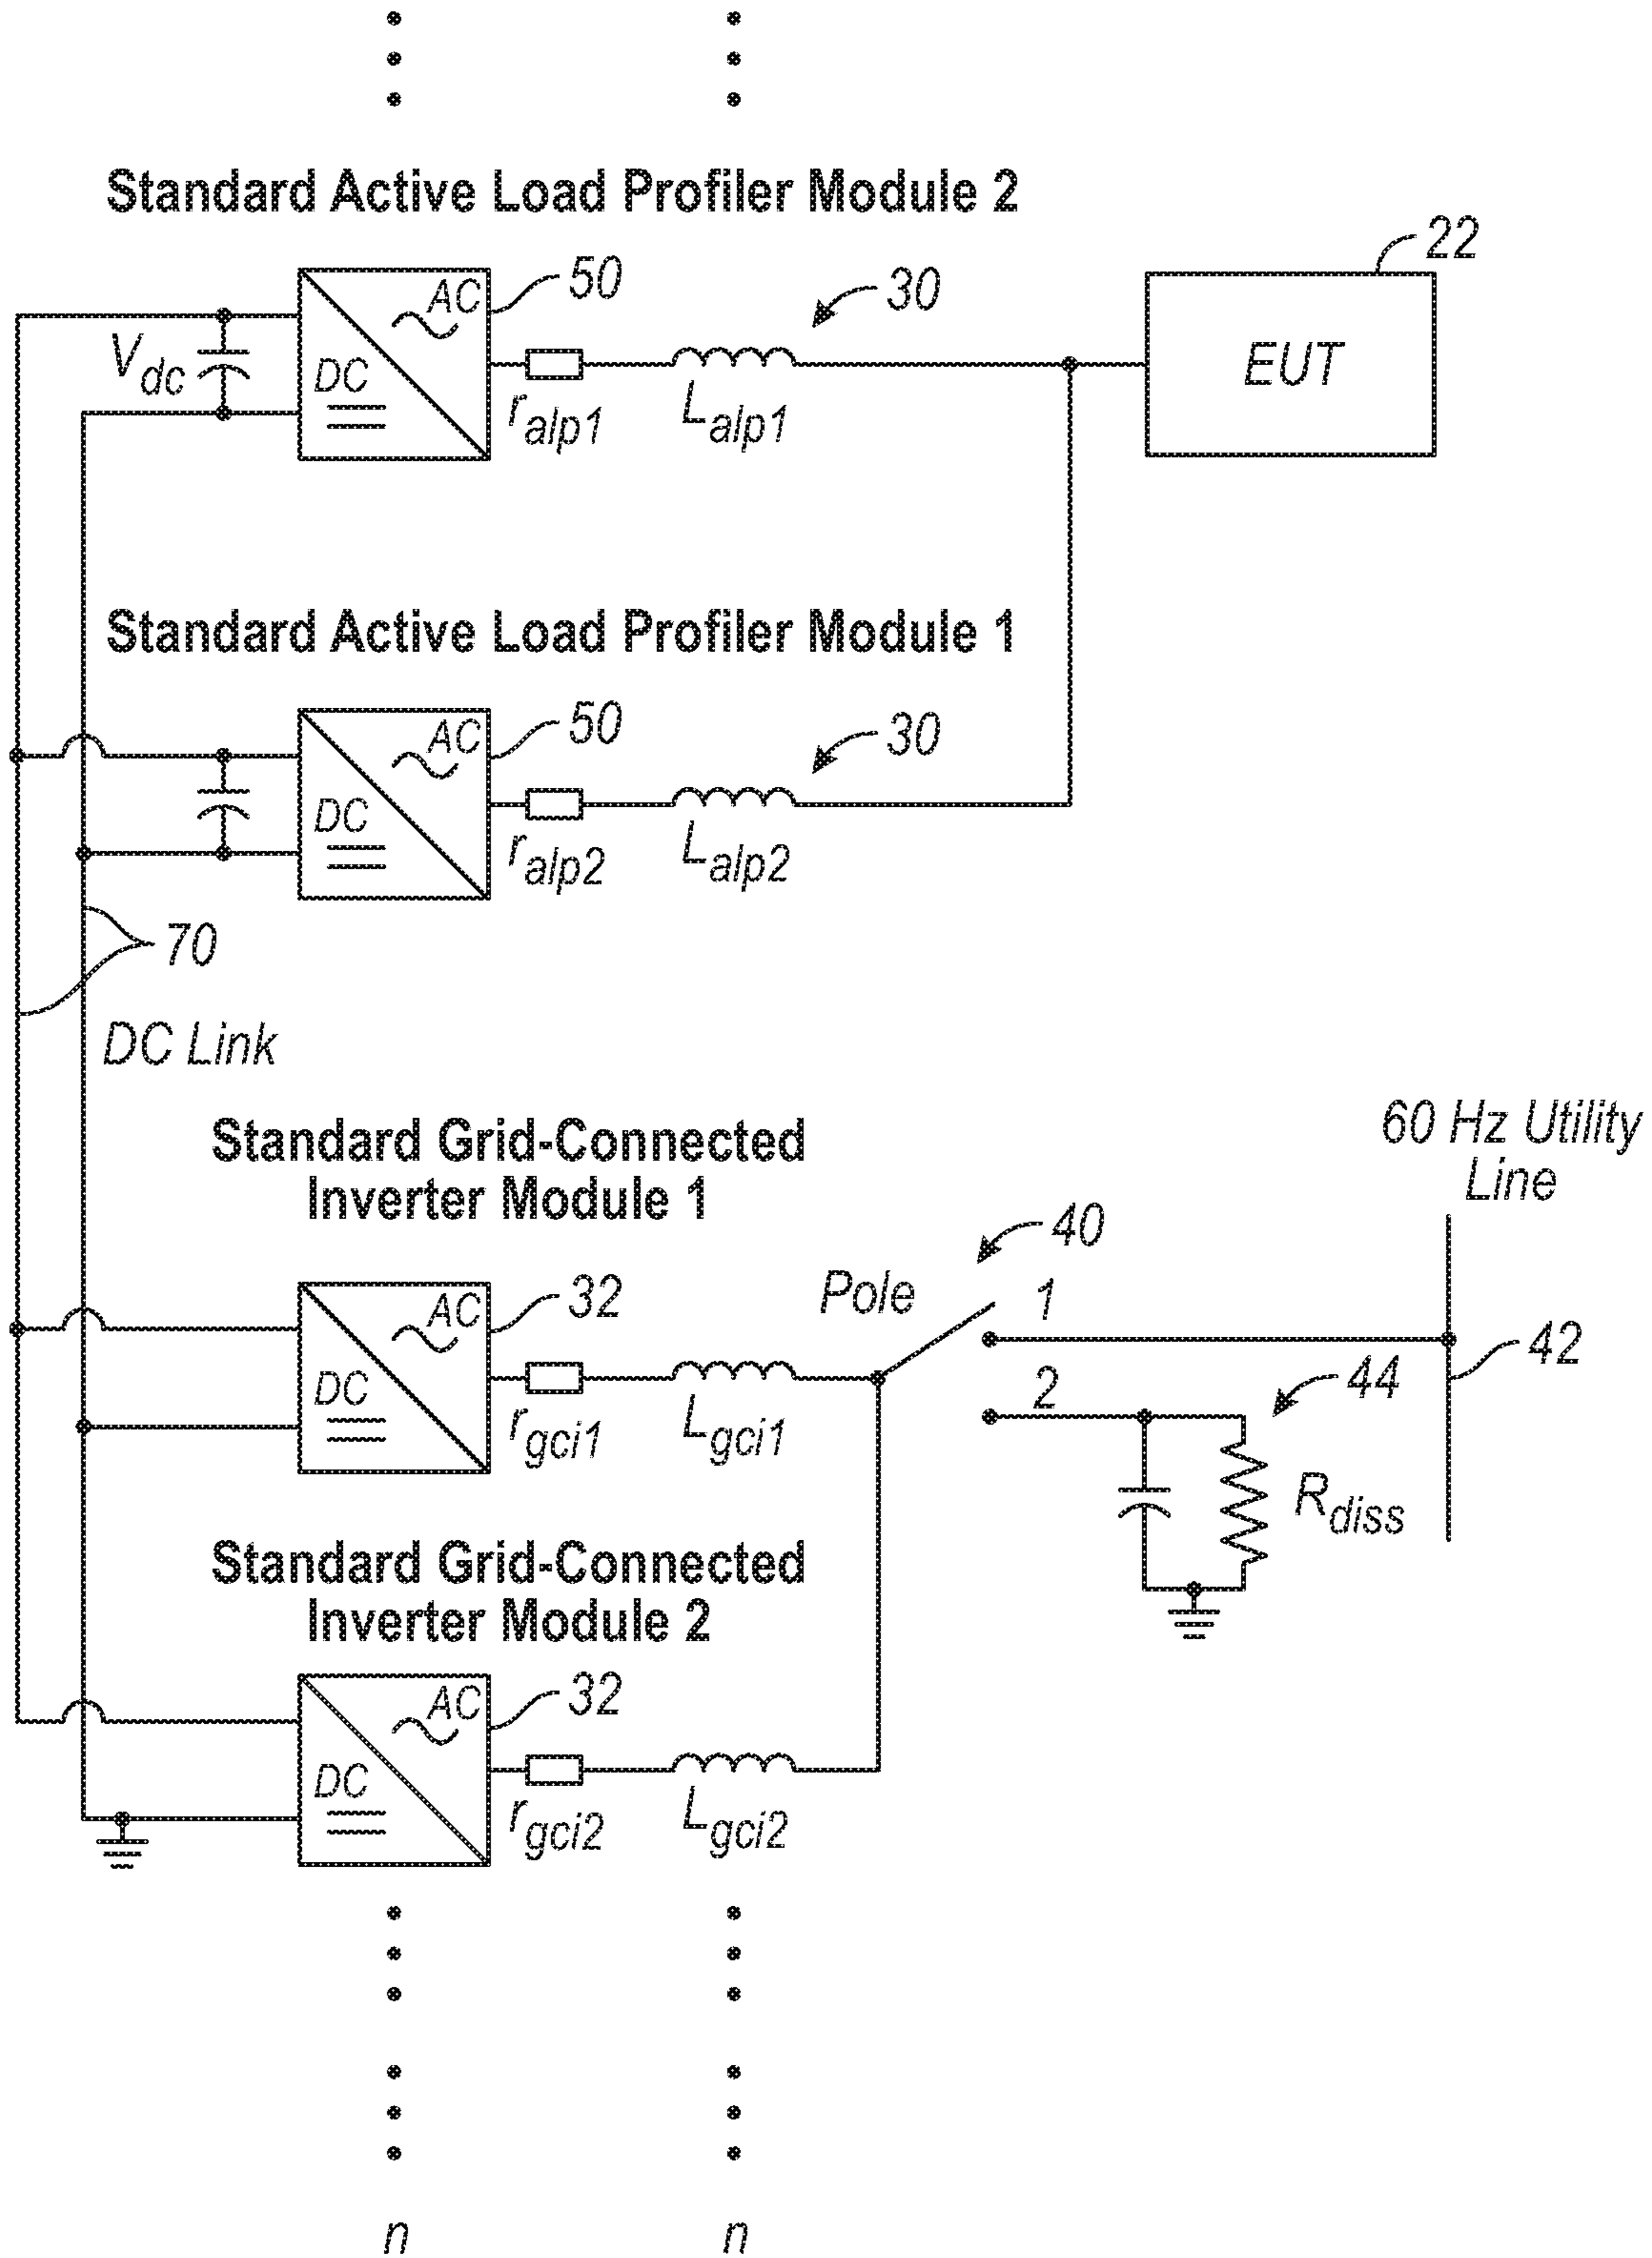 Standard Active Load Profiler Module 2
22
AC
50
30
V dc
DC
EUT
r alp1
L alp1
Standard Active Load Profiler Module 1
AC
50
30
DC
r alp2
L alp2
70
DC Link
60 Hz Utility
Line
Standard Grid-Connected
Inverter Module 1
40
Pole
1
AC
32
42
DC
2
44
r gci1
L gci1
R diss
Standard Grid-Connected
Inverter Module 2
AC
32
DC
r gci2
L gci2
n
n